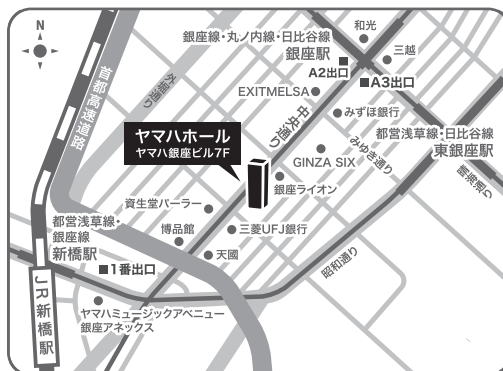 N
和光
銀座線・丸ノ内線・日比谷線
銀座駅
三越
A2出口
A3出口
外堀通り
EXITMELSA
首都高速道路
中央通り
みずほ銀行
都営浅草線・日比谷線
東銀座駅
ヤマハホール
ヤマハ銀座ビル7F
みゆき通り
GINZA SIX
晴海通り
銀座ライオン
資生堂パーラー
都営浅草線・
銀座線
新橋駅
博品館
三菱UFJ銀行
天國
昭和通り
1番出口
JR新橋駅
ヤマハミュージックアベニュー
銀座アネックス